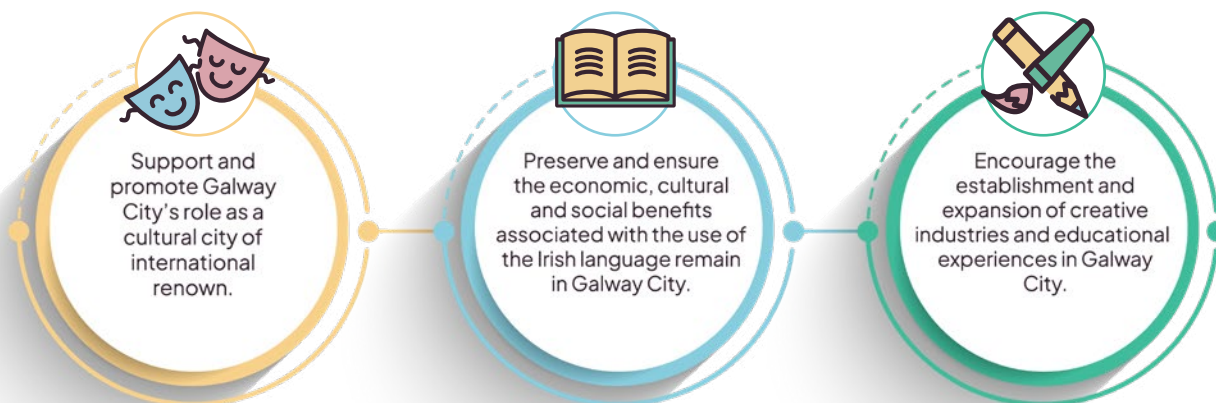 Support and
promote Galway
City's role as a
cultural city of
international
renown.
Preserve and ensure
the economic, cultural
and social benefits
associated with the use of
the Irish language remain
in Galway City.
Encourage the
establishment and
expansion of creative
industries and educational
experiences in Galway
City.